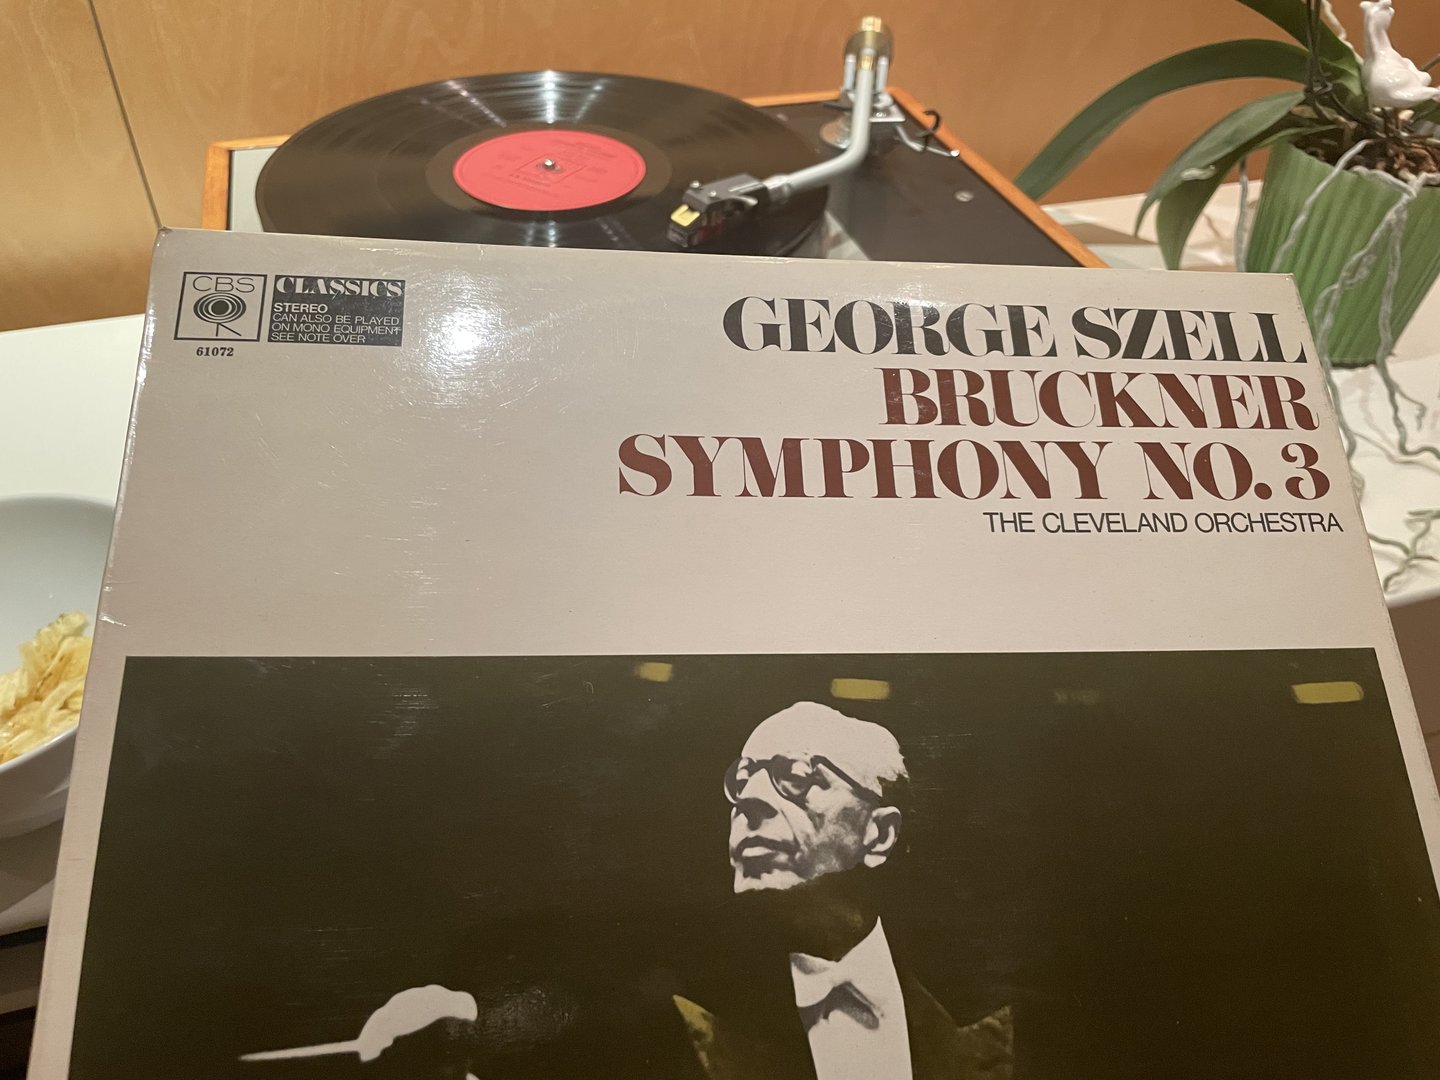 CBS
CLASSICS
STEREO
CAN ALSO BE PLAYED
ON MONO EQUIPMENT
SEE NOTE OVER
61072
GEORGE SZELL
BRUCKNER
SYMPHONY NO. 3
THE CLEVELAND ORCHESTRA